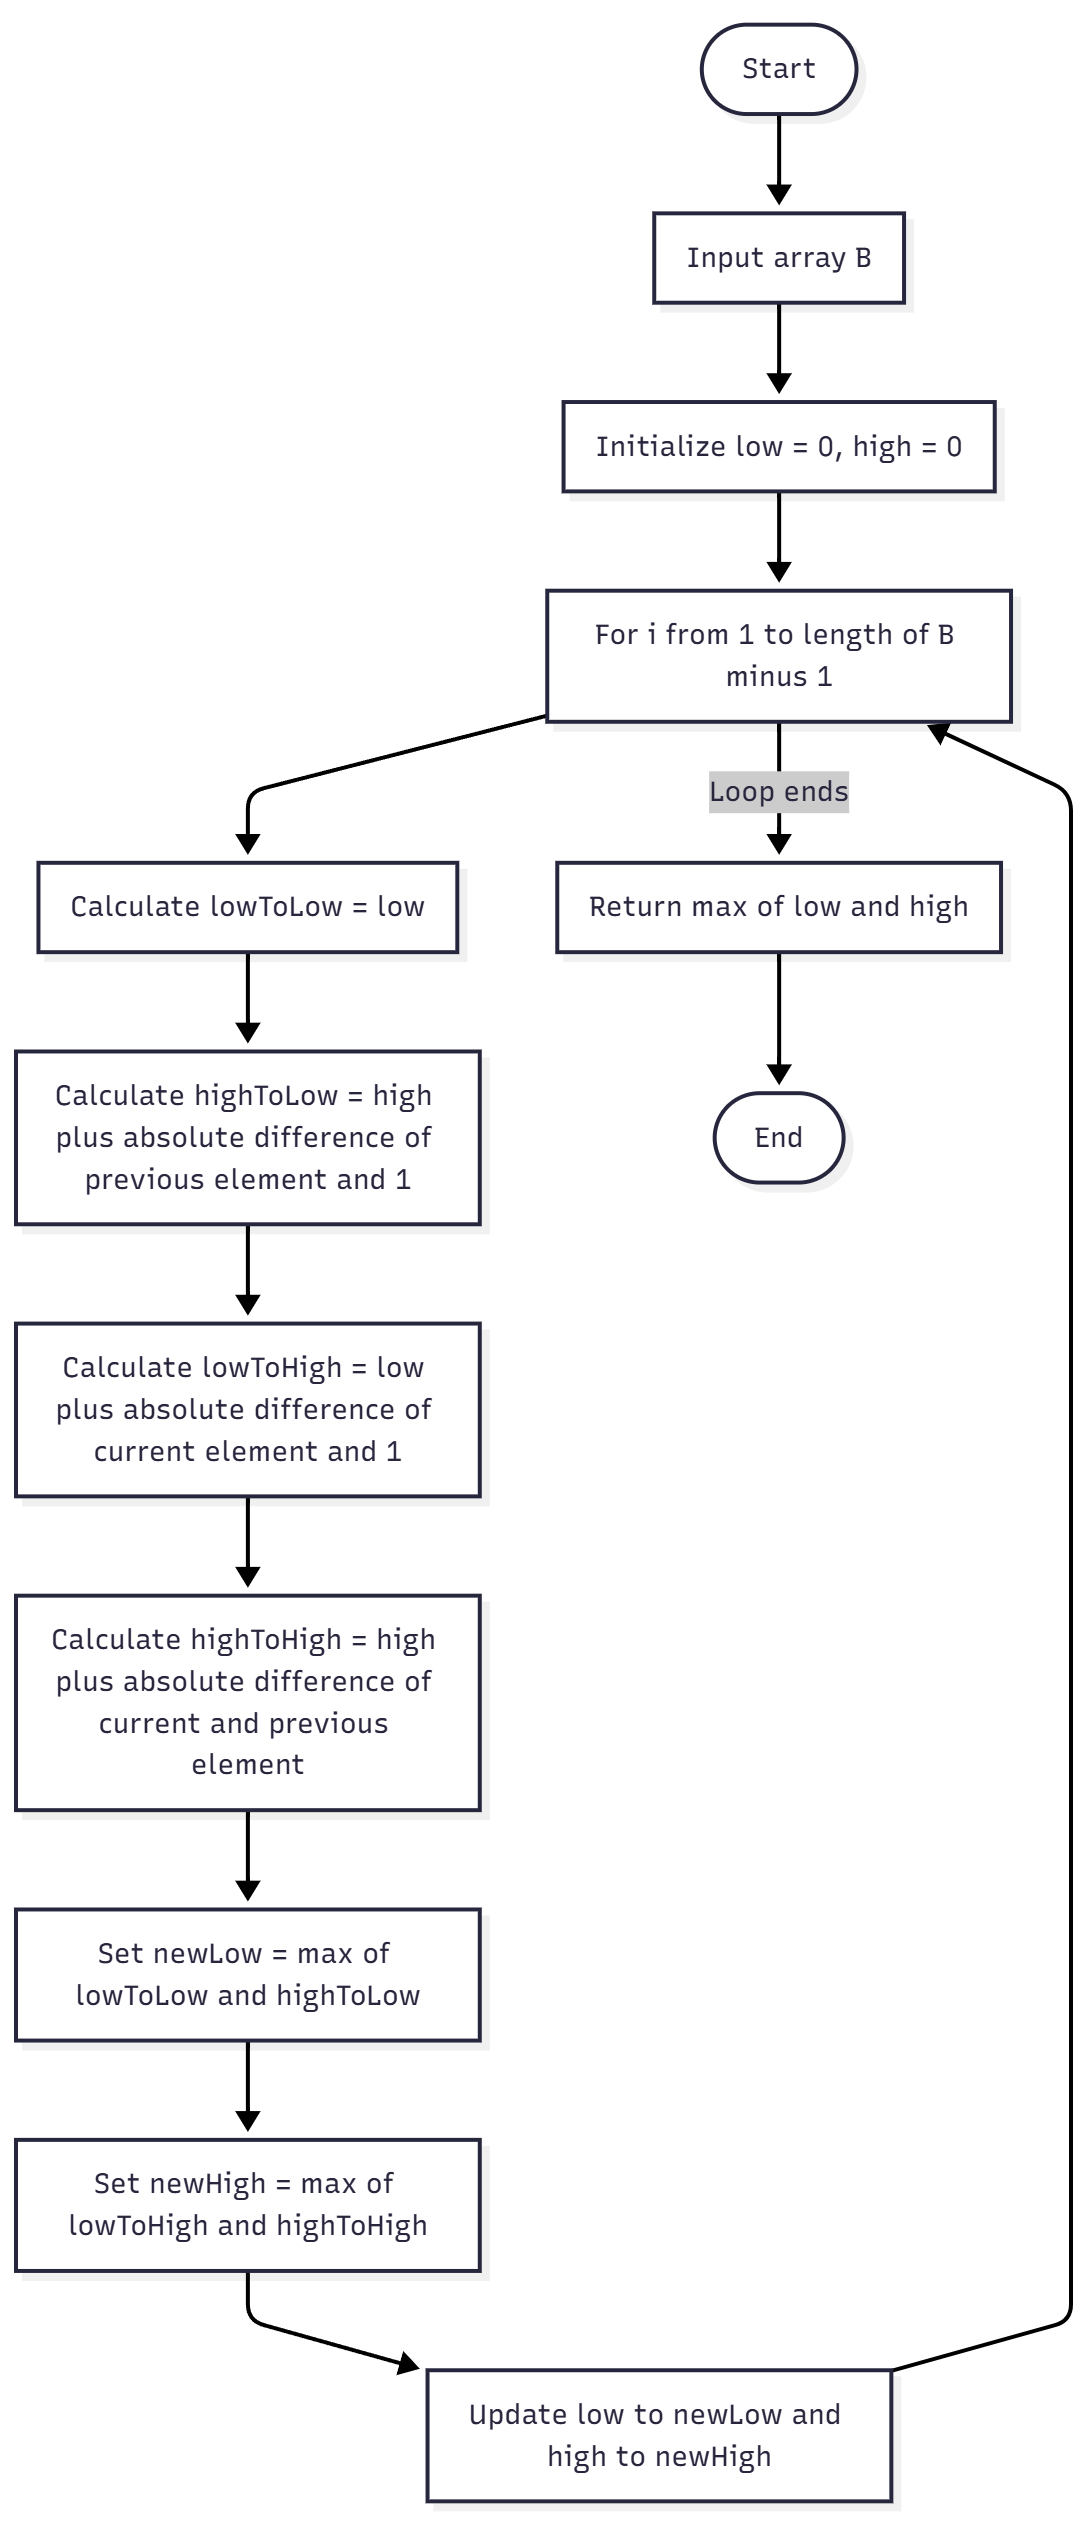 Start
Input array B
Initialize low = 0, high = 0
For i from 1 to length of B
minus 1
Loop ends
Calculate lowToLow = low
Return max of low and high
Calculate highToLow = high
plus absolute difference of
previous element and 1
End
Calculate lowToHigh = low
plus absolute difference of
current element and 1
Calculate highToHigh = high
plus absolute difference of
current and previous
element
Set newLow = max of
lowToLow and highToLow
Set newHigh = max of
lowToHigh and highToHigh
Update low to newLow and
high to newHigh